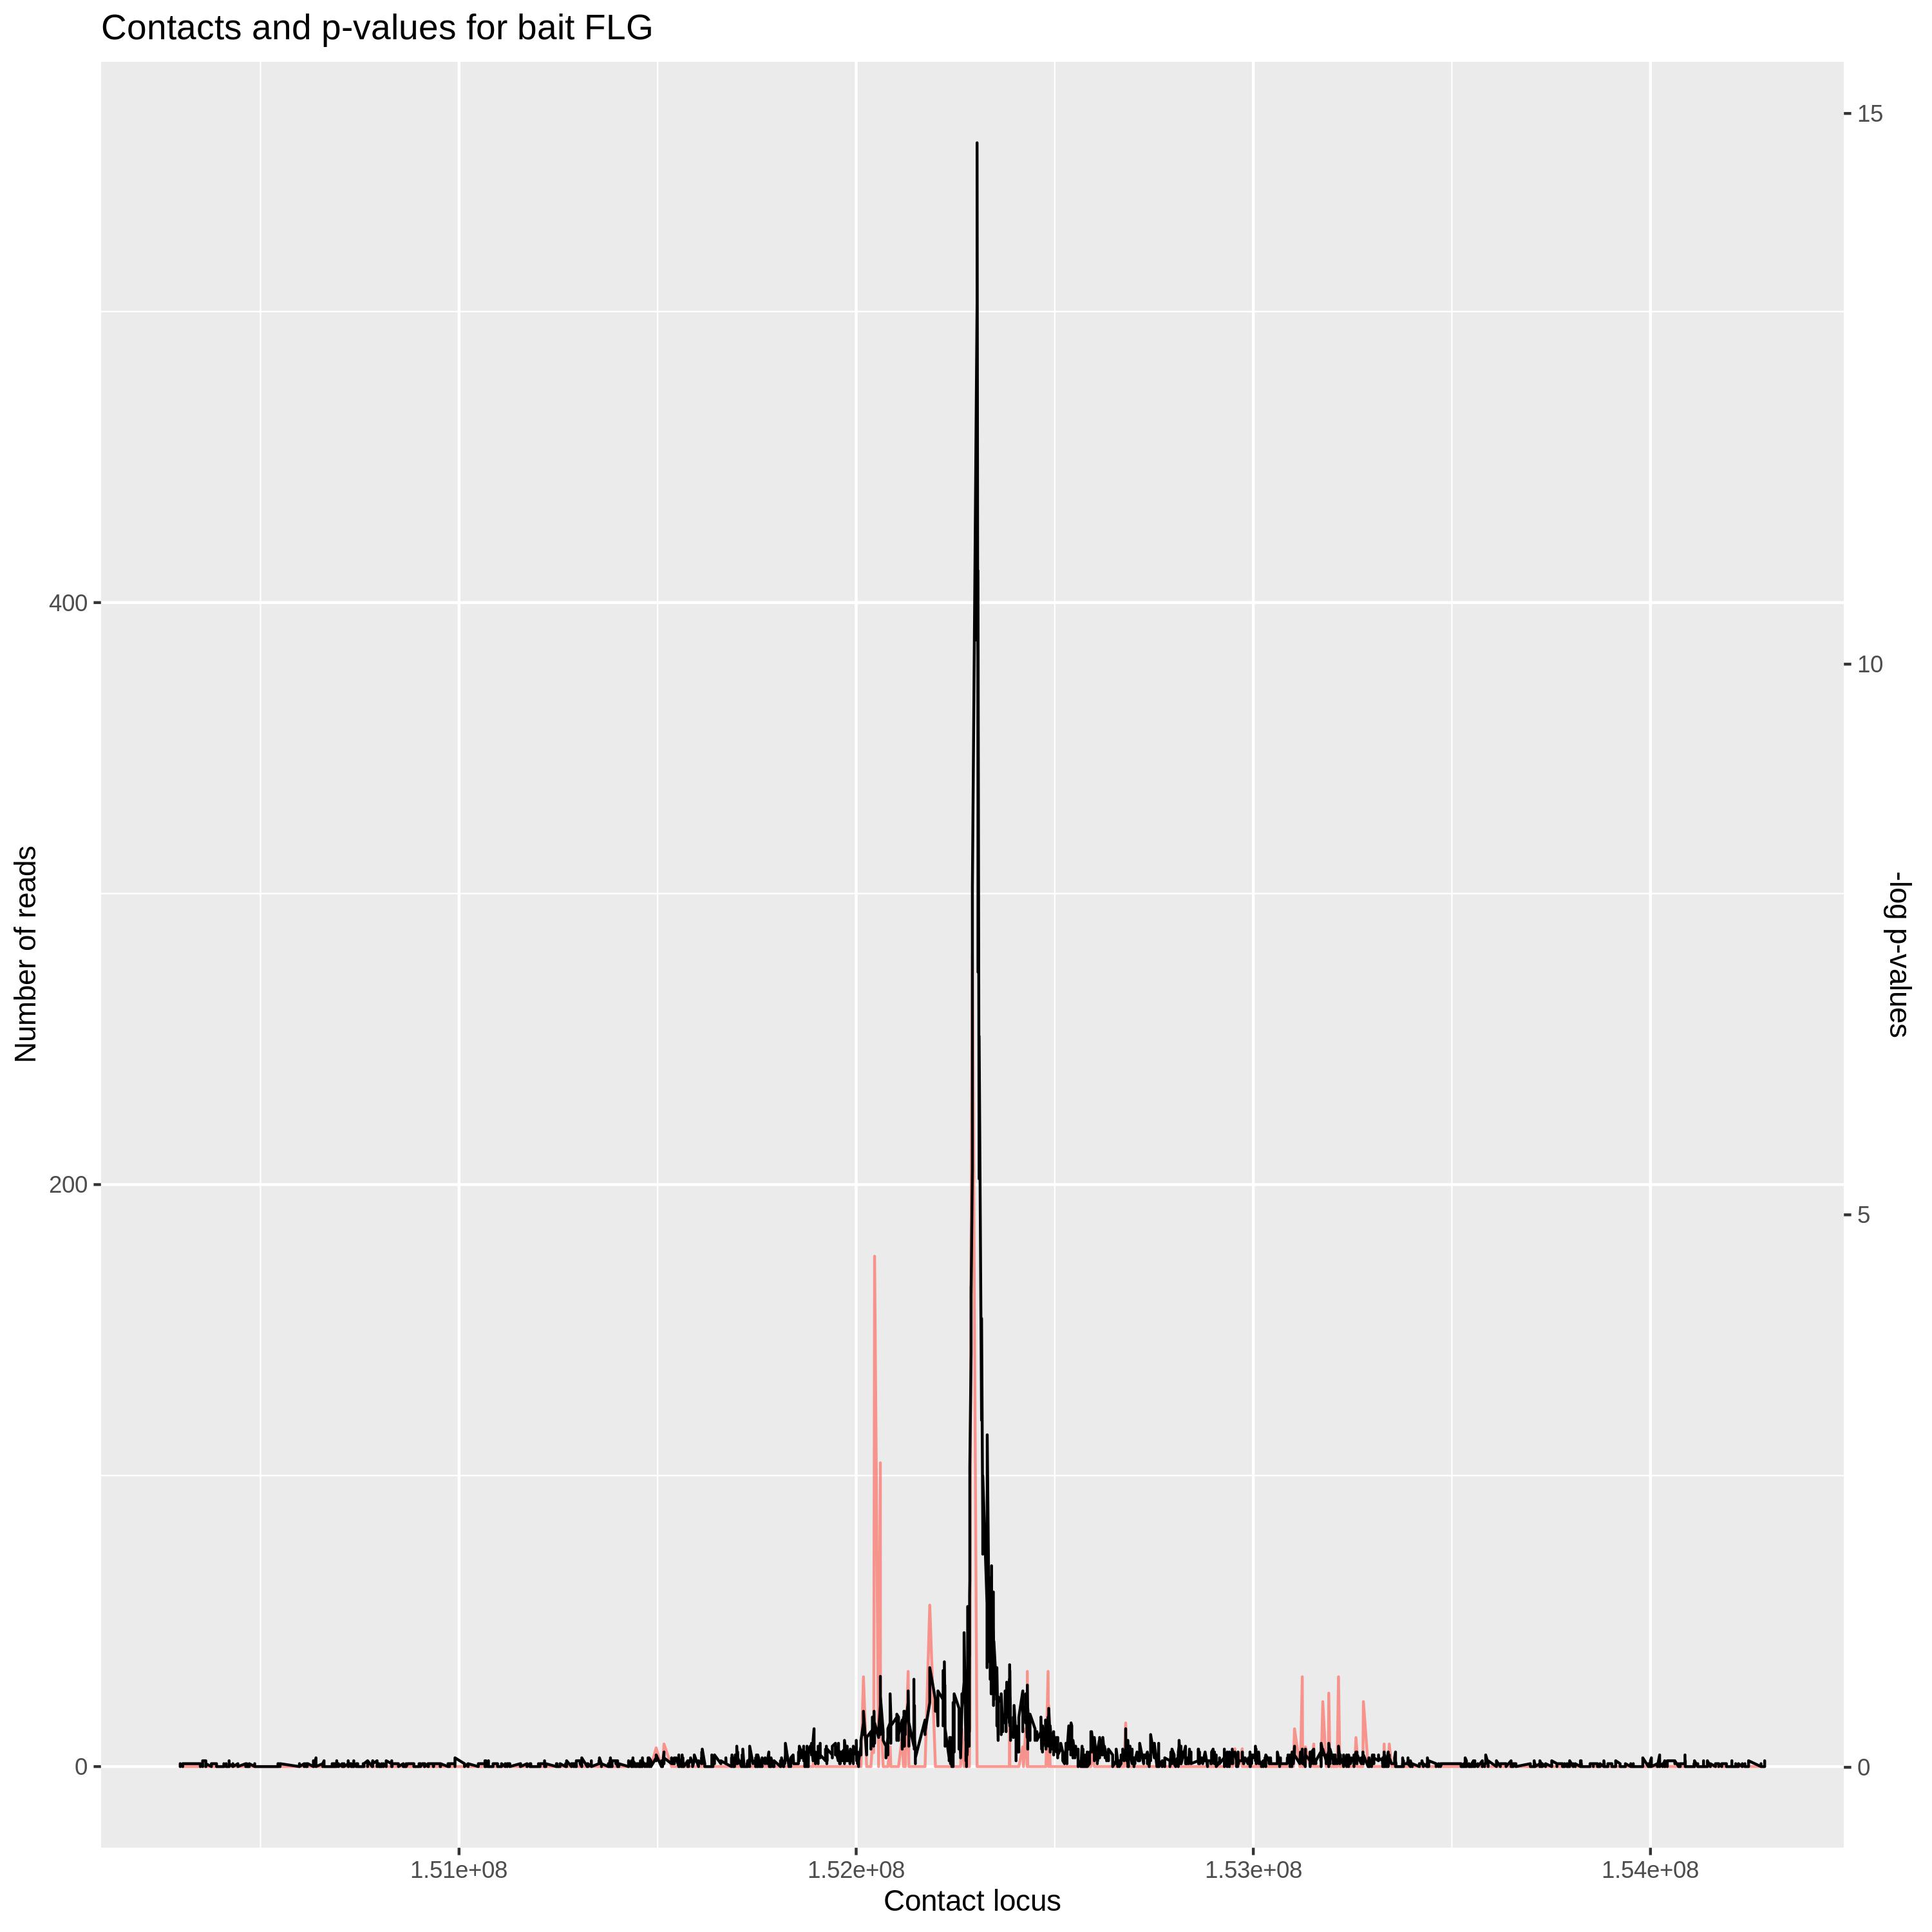 Contacts and p-values for bait FLG
15
400
10
Number of reads
-log p-values
200
5
0
0
1.51e+08
1.52e+08
1.53e+08
1.54e+08
Contact locus